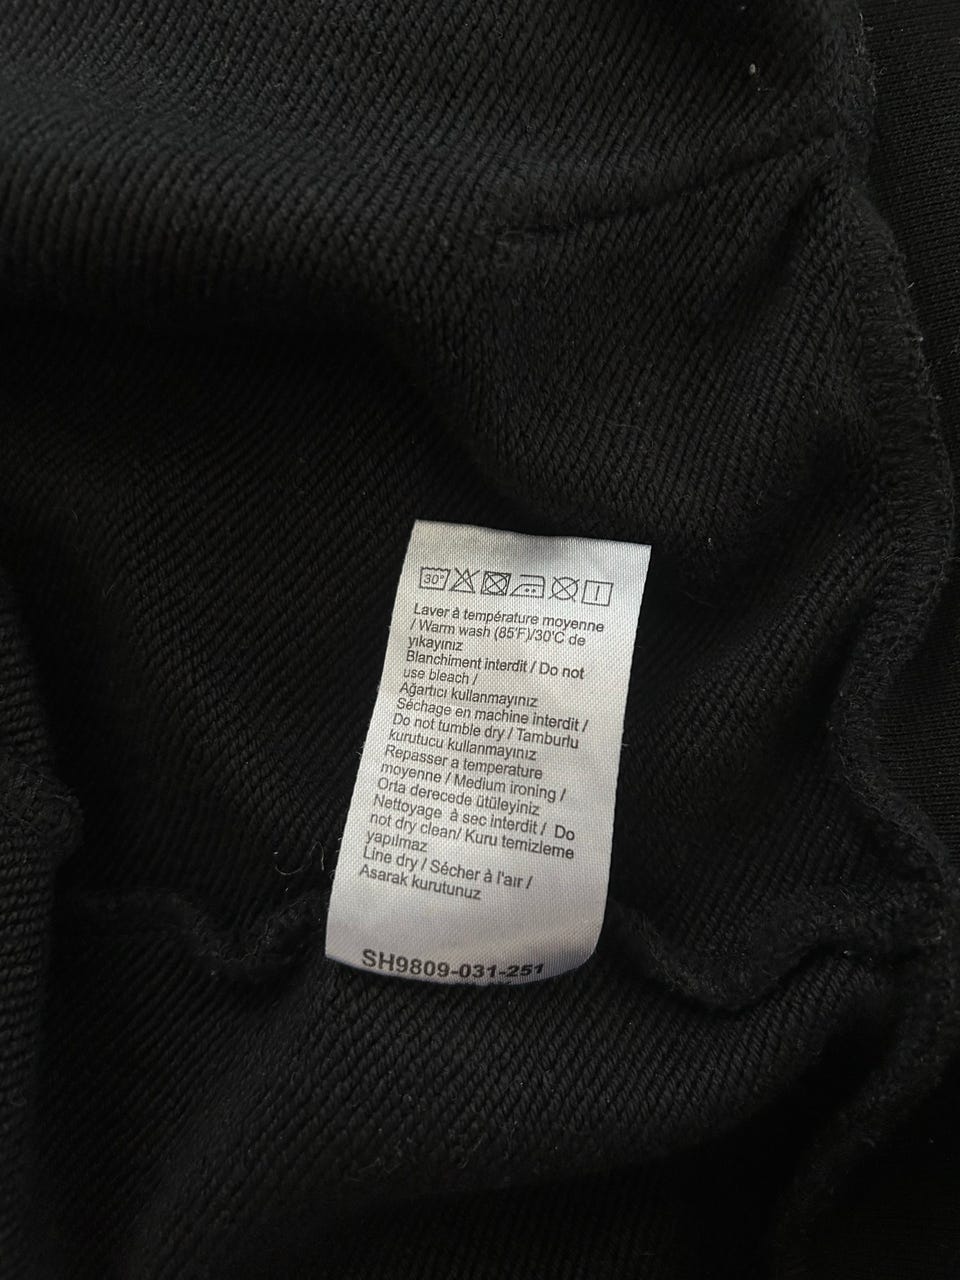 30°
Laver à température moyenne
/ Warm wash (85°F)/30°C de
yıkayınız
Blanchiment interdit / Do not
use bleach /
Ağartıcı kullanmayınız
Séchage en machine interdit /
Do not tumble dry / Tamburlu
kurutucu kullanmayınız
Repasser a temperature
moyenne / Medium ironing /
Orta derecede ütüleyiniz
Nettoyage à sec interdit / Do
not dry clean/ Kuru temizleme
yapılmaz
Line dry / Sécher à l'aır /
Asarak kurutunuz
SH9809-031-251